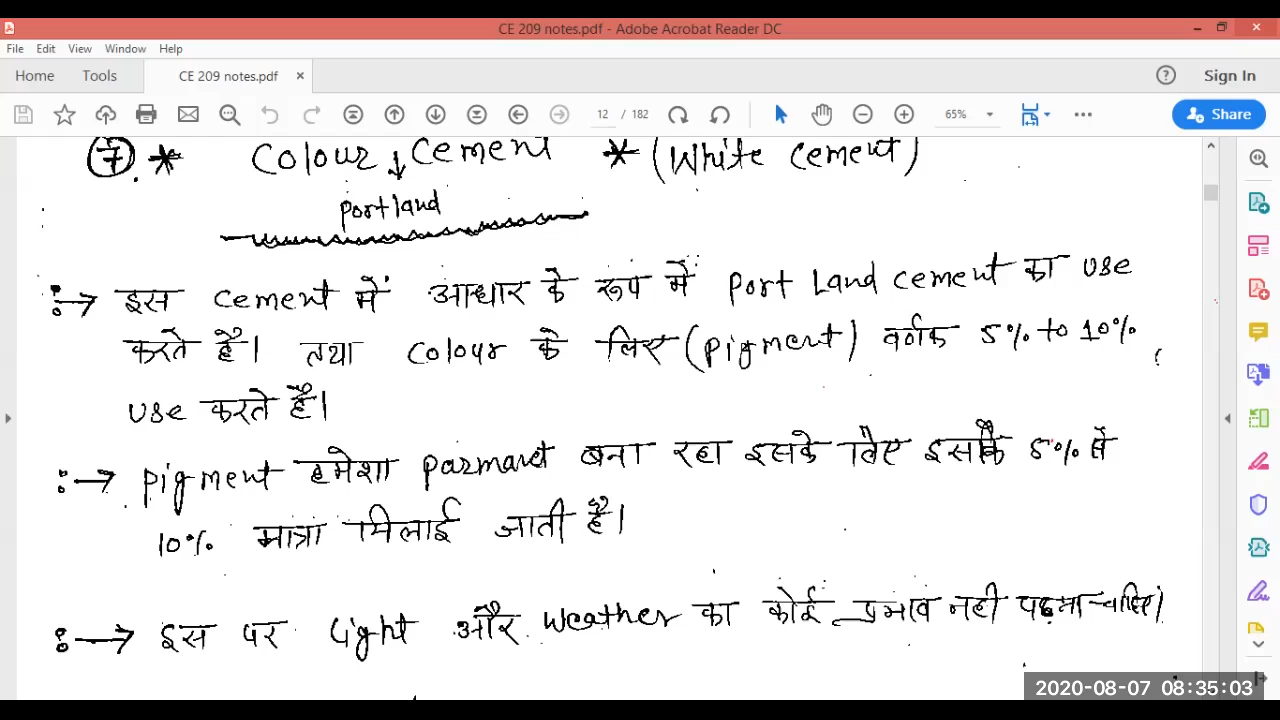 CE 209 notes.pdf - Adobe Acrobat Reader DC
File Edit View Window Help
Home Tools CE 209 notes.pdf × Sign In
12 / 182 65% Share
7. * Colour ↓ Cement * (White Cement)
Portland
:→ इस Cement में आधार के रूप में Port Land cement का use
करते हैं। तथा Colour के लिए (pigment) वर्णक 5% to 10%
use करते हैं।
:→ pigment हमेशा parmanet बना रहा इसके लिए इसकि 5% से
10% मात्रा मिलाई जाती है।
:→ इस पर Light और Weather का कोई प्रभाव नही पढ़ना चाहिए।
2020-08-07 08:35:03